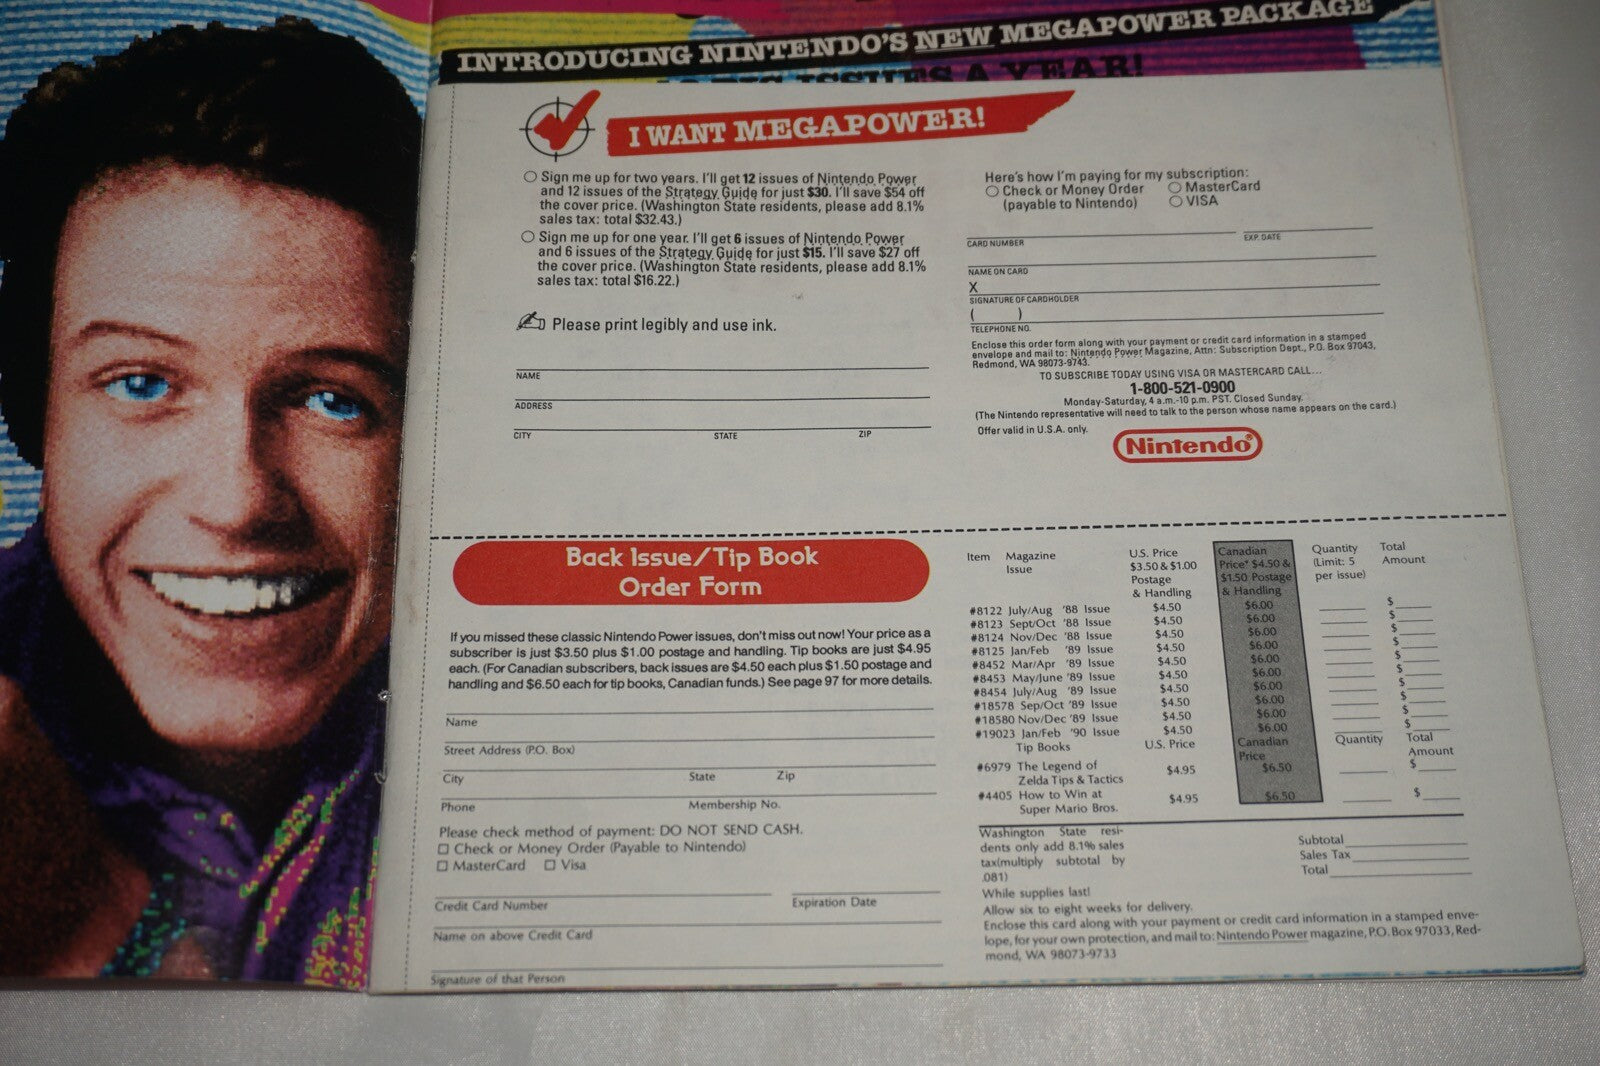 INTRODUCING NINTENDO'S NEW MEGAPOWER PACKAGE
ISSUES A YEAR!
I WANT MEGAPOWER!
Sign me up for two years. I'll get 12 issues of Nintendo Power
and 12 issues of the Strategy Guide for just $30. I'll save $54 off
the cover price. (Washington State residents, please add 8.1%
sales tax: total $32.43.)
Sign me up for one year. I'll get 6 issues of Nintendo Power
and 6 issues of the Strategy Guide for just $15. I'll save $27 off
the cover price. (Washington State residents, please add 8.1%
sales tax: total $16.22.)
Please print legibly and use ink.
NAME
ADDRESS
CITY STATE ZIP
Here's how I'm paying for my subscription:
Check or Money Order MasterCard
(payable to Nintendo) VISA
CARD NUMBER EXP. DATE
NAME ON CARD
X
SIGNATURE OF CARDHOLDER
( )
TELEPHONE NO.
Enclose this order form along with your payment or credit card information in a stamped
envelope and mail to: Nintendo Power Magazine, Attn: Subscription Dept., P.O. Box 97043,
Redmond, WA 98073-9743.
TO SUBSCRIBE TODAY USING VISA OR MASTERCARD CALL...
1-800-521-0900
Monday-Saturday, 4 a.m.-10 p.m. PST. Closed Sunday.
(The Nintendo representative will need to talk to the person whose name appears on the card.)
Offer valid in U.S.A. only.
Nintendo®
Back Issue/Tip Book
Order Form
If you missed these classic Nintendo Power issues, don't miss out now! Your price as a
subscriber is just $3.50 plus $1.00 postage and handling. Tip books are just $4.95
each. (For Canadian subscribers, back issues are $4.50 each plus $1.50 postage and
handling and $6.50 each for tip books, Canadian funds.) See page 97 for more details.
Name
Street Address (P.O. Box)
City State Zip
Phone Membership No.
Please check method of payment: DO NOT SEND CASH.
Check or Money Order (Payable to Nintendo)
MasterCard Visa
Credit Card Number Expiration Date
Name on above Credit Card
Signature of that Person
Item Magazine U.S. Price Canadian Quantity Total
Issue $3.50 & $1.00 Price* $4.50 & (Limit: 5 Amount
Postage $1.50 Postage per issue)
& Handling & Handling
#8122 July/Aug '88 Issue $4.50 $6.00 $
#8123 Sept/Oct '88 Issue $4.50 $6.00 $
#8124 Nov/Dec '88 Issue $4.50 $6.00 $
#8125 Jan/Feb '89 Issue $4.50 $6.00 $
#8452 Mar/Apr '89 Issue $4.50 $6.00 $
#8453 May/June '89 Issue $4.50 $6.00 $
#8454 July/Aug '89 Issue $4.50 $6.00 $
#18578 Sep/Oct '89 Issue $4.50 $6.00 $
#18580 Nov/Dec '89 Issue $4.50 $6.00 $
#19023 Jan/Feb '90 Issue $4.50 $6.00 $
Tip Books U.S. Price Canadian Price Quantity Total Amount
#6979 The Legend of $4.95 $6.50 $
Zelda Tips & Tactics
#4405 How to Win at $4.95 $6.50 $
Super Mario Bros.
Washington State resi-
dents only add 8.1% sales
tax(multiply subtotal by
.081)
Subtotal
Sales Tax
Total
While supplies last!
Allow six to eight weeks for delivery.
Enclose this card along with your payment or credit card information in a stamped enve-
lope, for your own protection, and mail to: Nintendo Power magazine, P.O. Box 97033, Red-
mond, WA 98073-9733